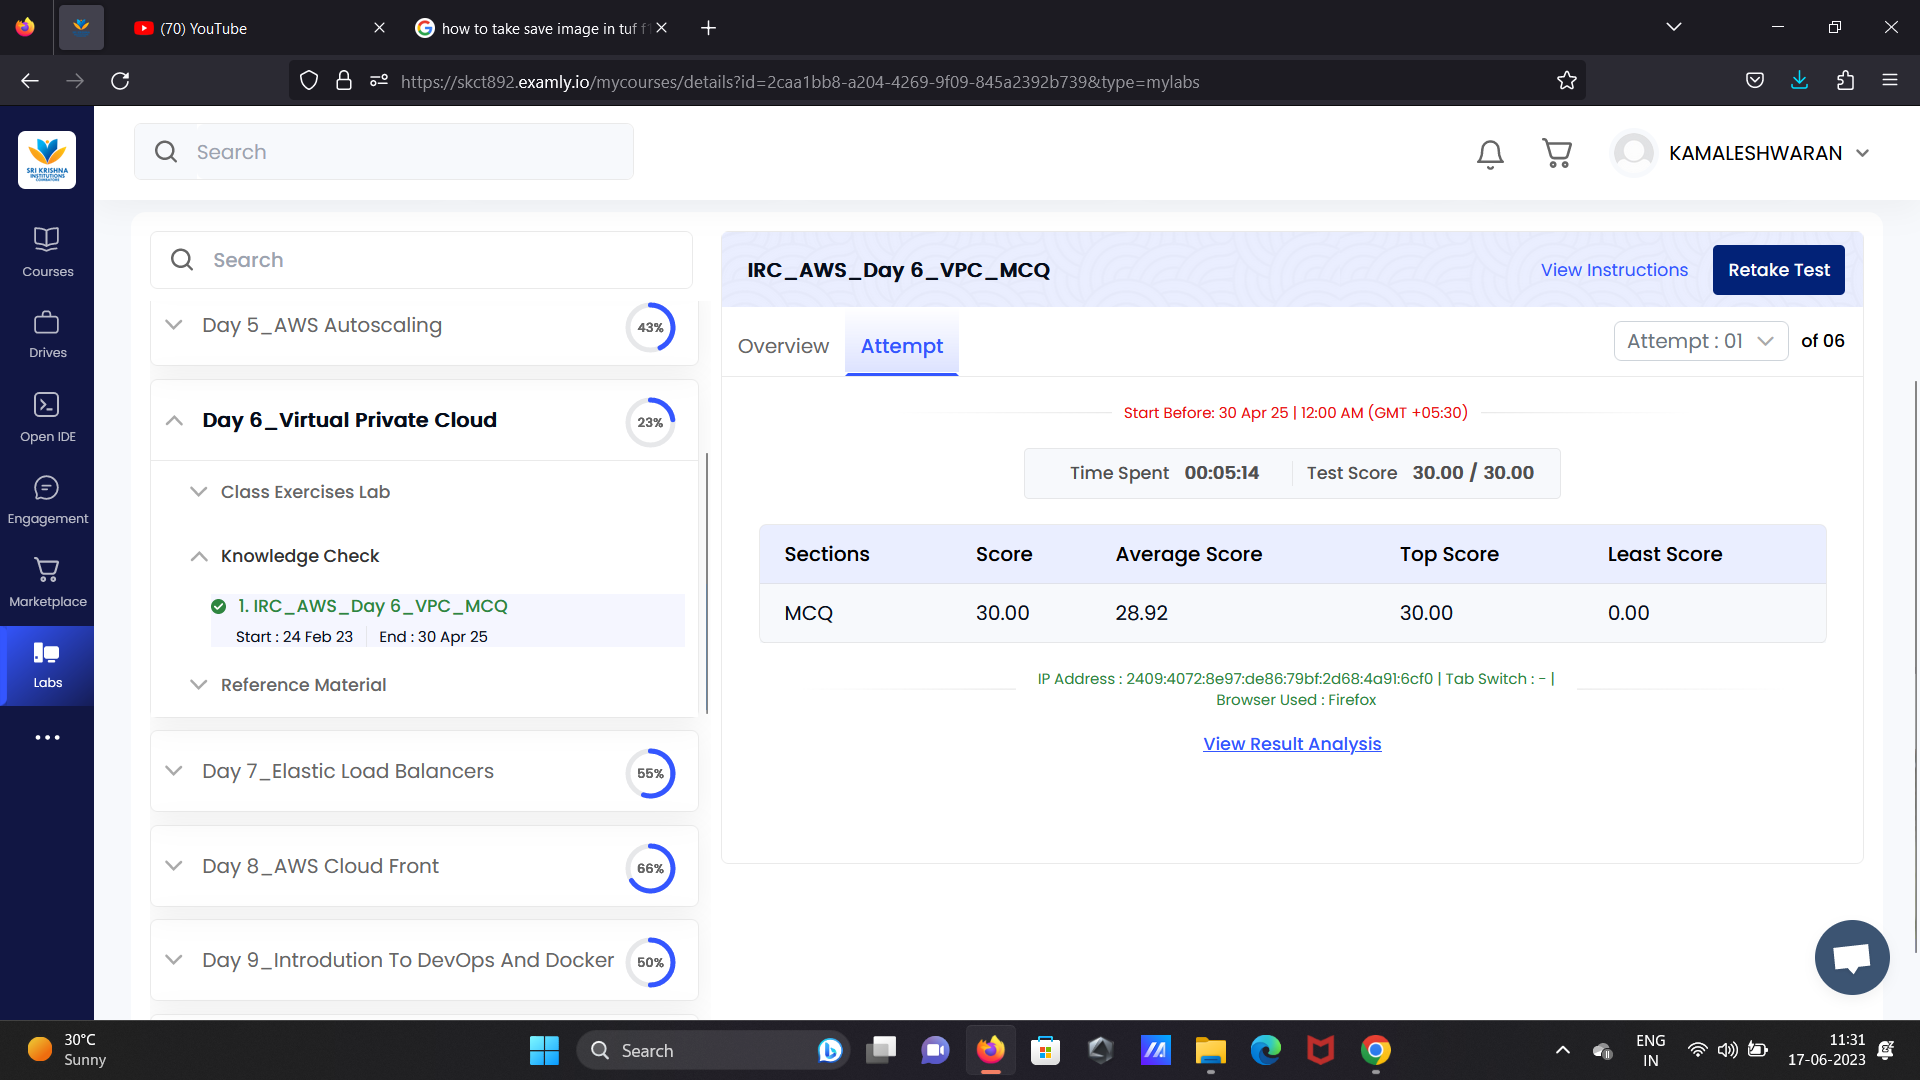 (70) YouTube
how to take save image in tuf f
https://skct892.examly.io/mycourses/details?id=2caa1bb8-a204-4269-9f09-845a2392b739&type=mylabs
SRI KRISHNA
INSTITUTIONS
Search
KAMALESHWARAN
Courses
Drives
Open IDE
Engagement
Marketplace
Labs
Search
Day 5_AWS Autoscaling
43%
Day 6_Virtual Private Cloud
23%
Class Exercises Lab
Knowledge Check
1. IRC_AWS_Day 6_VPC_MCQ
Start : 24 Feb 23 | End : 30 Apr 25
Reference Material
Day 7_Elastic Load Balancers
55%
Day 8_AWS Cloud Front
66%
Day 9_Introdution To DevOps And Docker
50%
IRC_AWS_Day 6_VPC_MCQ
View Instructions
Retake Test
Overview
Attempt
Attempt : 01
of 06
Start Before: 30 Apr 25 | 12:00 AM (GMT +05:30)
Time Spent 00:05:14 Test Score 30.00 / 30.00
Sections Score Average Score Top Score Least Score
MCQ 30.00 28.92 30.00 0.00
IP Address : 2409:4072:8e97:de86:79bf:2d68:4a91:6cf0 | Tab Switch : - |
Browser Used : Firefox
View Result Analysis
30°C
Sunny
Search
ENG
IN
11:31
17-06-2023